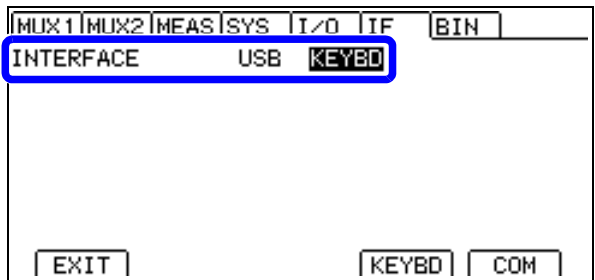 MUX1 MUX2 MEAS SYS I/O IF BIN
INTERFACE USB KEYBD
EXIT KEYBD COM